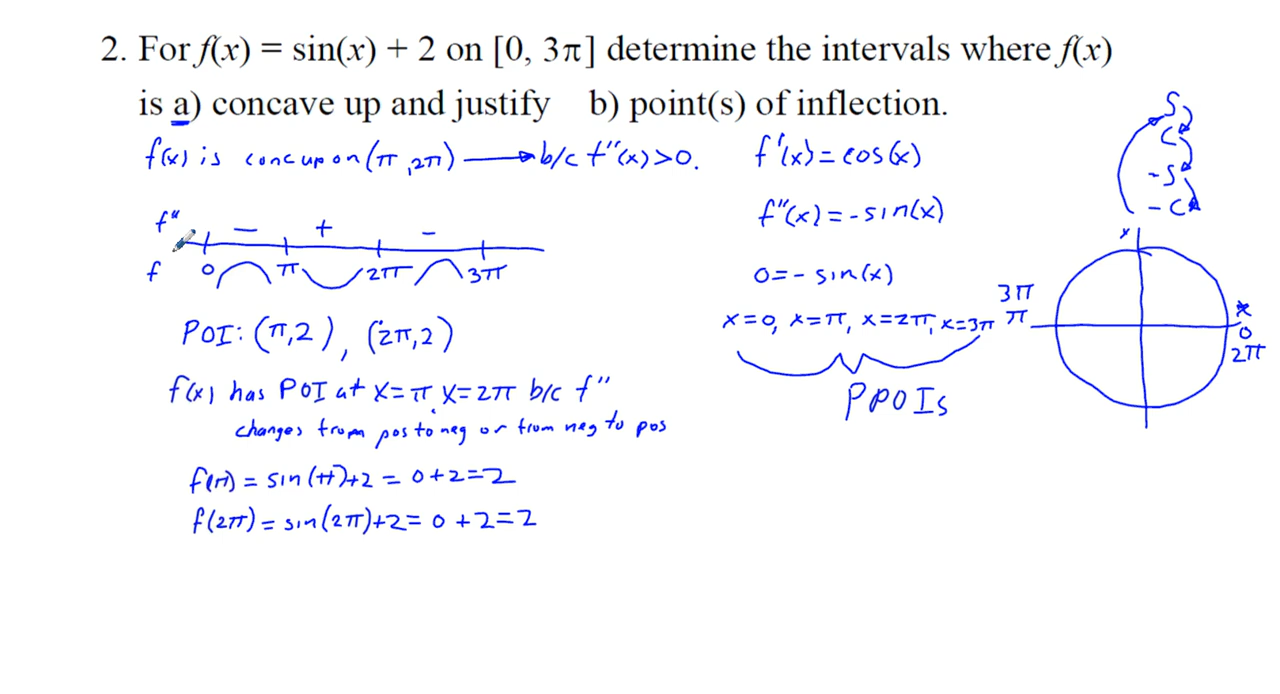 2. For f(x) = sin(x) + 2 on [0, 3π] determine the intervals where f(x)
is a) concave up and justify b) point(s) of inflection.
f(x) is conc up on (π, 2π) → b/c f"(x) > 0.
f" − + −
f 0 π 2π 3π
POI: (π,2), (2π,2)
f(x) has POI at x=π, x=2π b/c f"
changes from pos to neg or from neg to pos
f(π) = sin(π)+2 = 0+2=2
f(2π) = sin(2π)+2= 0+2=2
f'(x) = cos(x)
f"(x) = -sin(x)
0 = - sin(x)
x=0, x=π, x=2π, x=3π
PPOIs
S
C
-S
-C
y
3π
π
x
0
2π